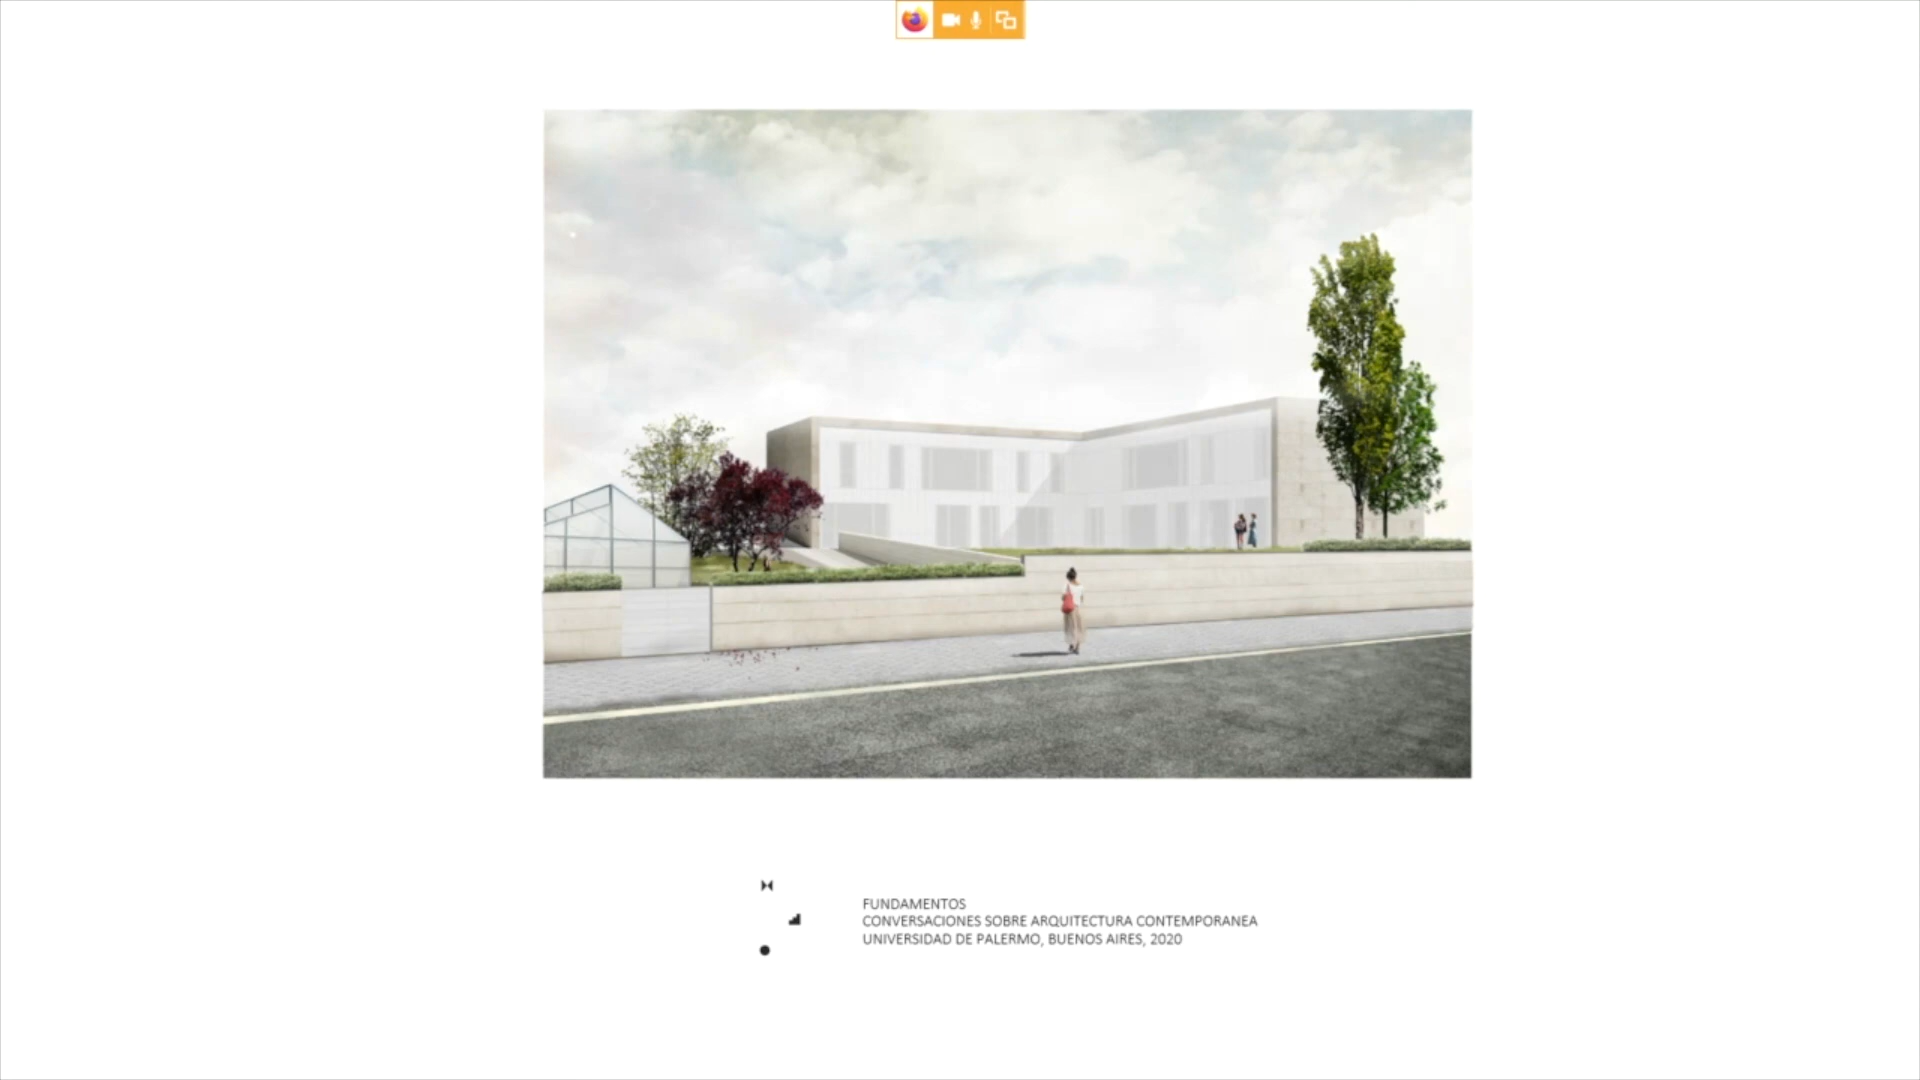 FUNDAMENTOS
CONVERSACIONES SOBRE ARQUITECTURA CONTEMPORANEA
UNIVERSIDAD DE PALERMO, BUENOS AIRES, 2020